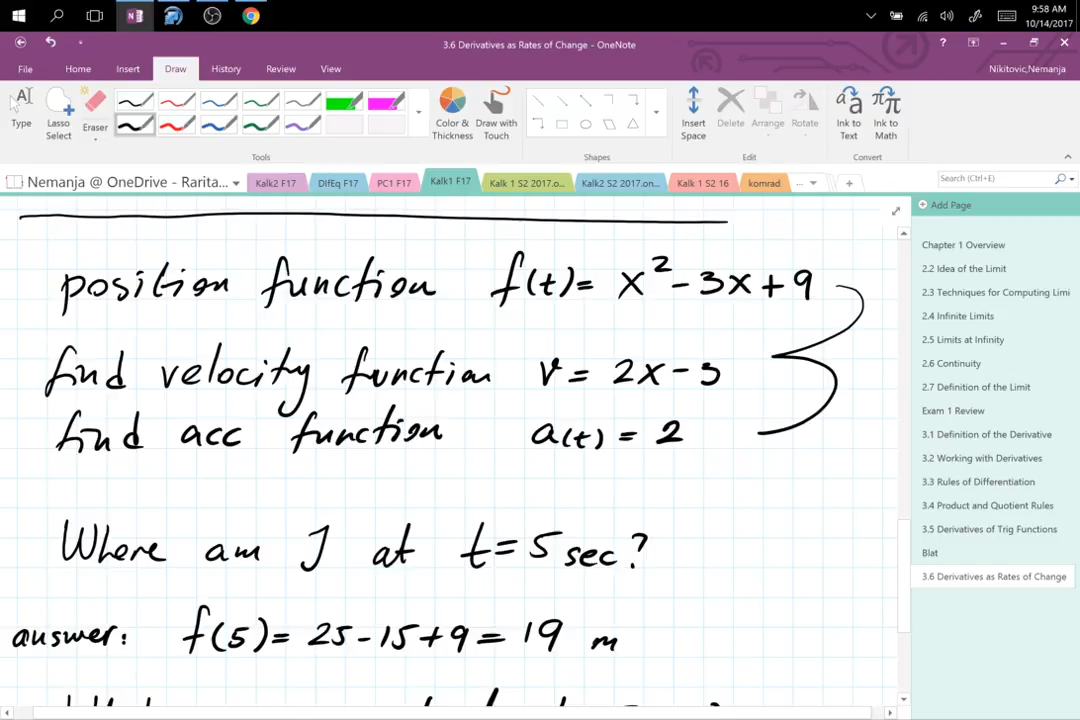 9:58 AM
10/14/2017
3.6 Derivatives as Rates of Change - OneNote
Nikitovic,Nemanja
File Home Insert Draw History Review View
Type
Lasso Select
Eraser
Color & Thickness
Draw with Touch
Insert Space
Delete
Arrange
Rotate
Ink to Text
Ink to Math
Tools
Shapes
Edit
Convert
Nemanja @ OneDrive - Rarita...
Kalk2 F17
DIfEq F17
PC1 F17
Kalk1 F17
Kalk 1 S2 2017.o...
Kalk2 S2 2017.on...
Kalk 1 S2 16
komrad
...
Search (Ctrl+E)
Add Page
Chapter 1 Overview
2.2 Idea of the Limit
2.3 Techniques for Computing Limi
2.4 Infinite Limits
2.5 Limits at Infinity
2.6 Continuity
2.7 Definition of the Limit
Exam 1 Review
3.1 Definition of the Derivative
3.2 Working with Derivatives
3.3 Rules of Differentiation
3.4 Product and Quotient Rules
3.5 Derivatives of Trig Functions
Blat
3.6 Derivatives as Rates of Change
position function f(t)= x²-3x+9
find velocity function v = 2x-3
find acc function a(t) = 2
Where am I at t=5 sec?
answer: f(5)= 25-15+9=19 m